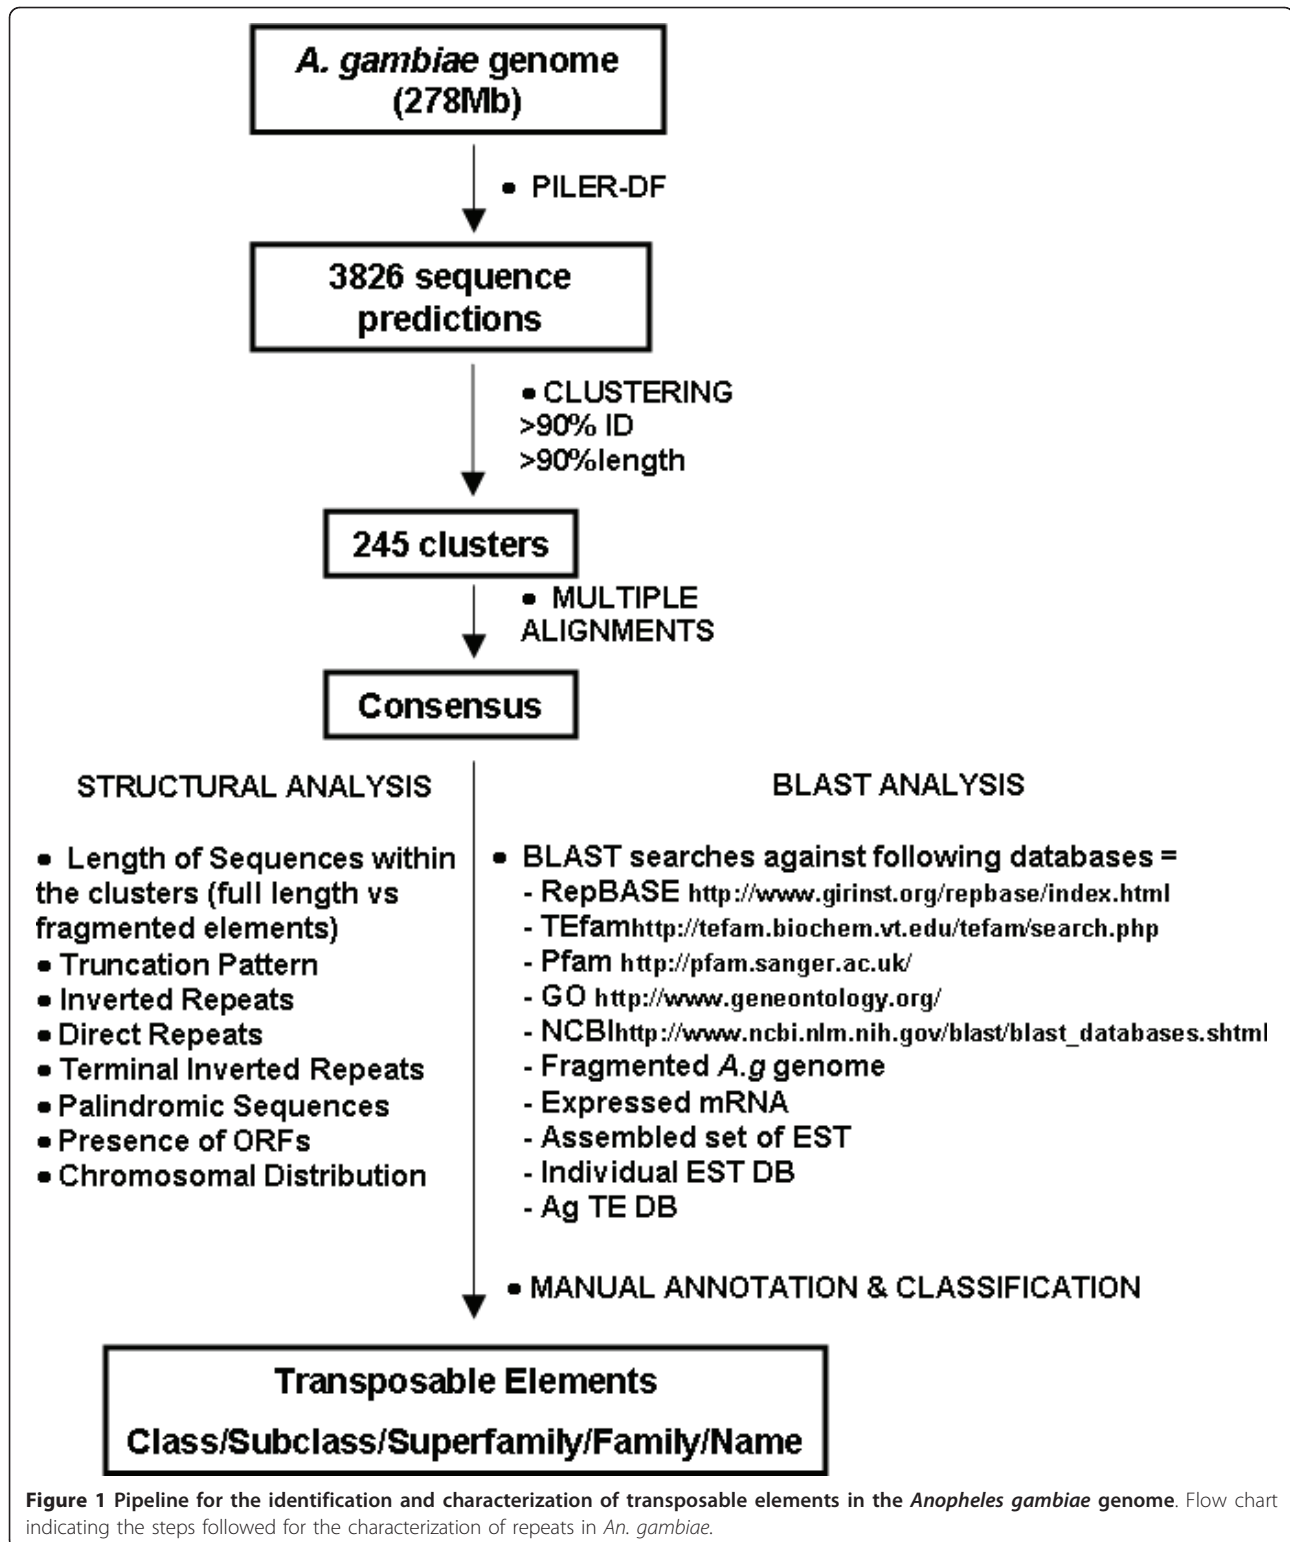 A. gambiae genome
(278Mb)
• PILER-DF
3826 sequence
predictions
• CLUSTERING
>90% ID
>90%length
245 clusters
• MULTIPLE
ALIGNMENTS
Consensus
STRUCTURAL ANALYSIS
• Length of Sequences within
the clusters (full length vs
fragmented elements)
• Truncation Pattern
• Inverted Repeats
• Direct Repeats
• Terminal Inverted Repeats
• Palindromic Sequences
• Presence of ORFs
• Chromosomal Distribution
BLAST ANALYSIS
• BLAST searches against following databases =
- RepBASE http://www.girinst.org/repbase/index.html
- TEfamhttp://tefam.biochem.vt.edu/tefam/search.php
- Pfam http://pfam.sanger.ac.uk/
- GO http://www.geneontology.org/
- NCBIhttp://www.ncbi.nlm.nih.gov/blast/blast_databases.shtml
- Fragmented A.g genome
- Expressed mRNA
- Assembled set of EST
- Individual EST DB
- Ag TE DB
• MANUAL ANNOTATION & CLASSIFICATION
Transposable Elements
Class/Subclass/Superfamily/Family/Name
Figure 1 Pipeline for the identification and characterization of transposable elements in the Anopheles gambiae genome. Flow chart
indicating the steps followed for the characterization of repeats in An. gambiae.